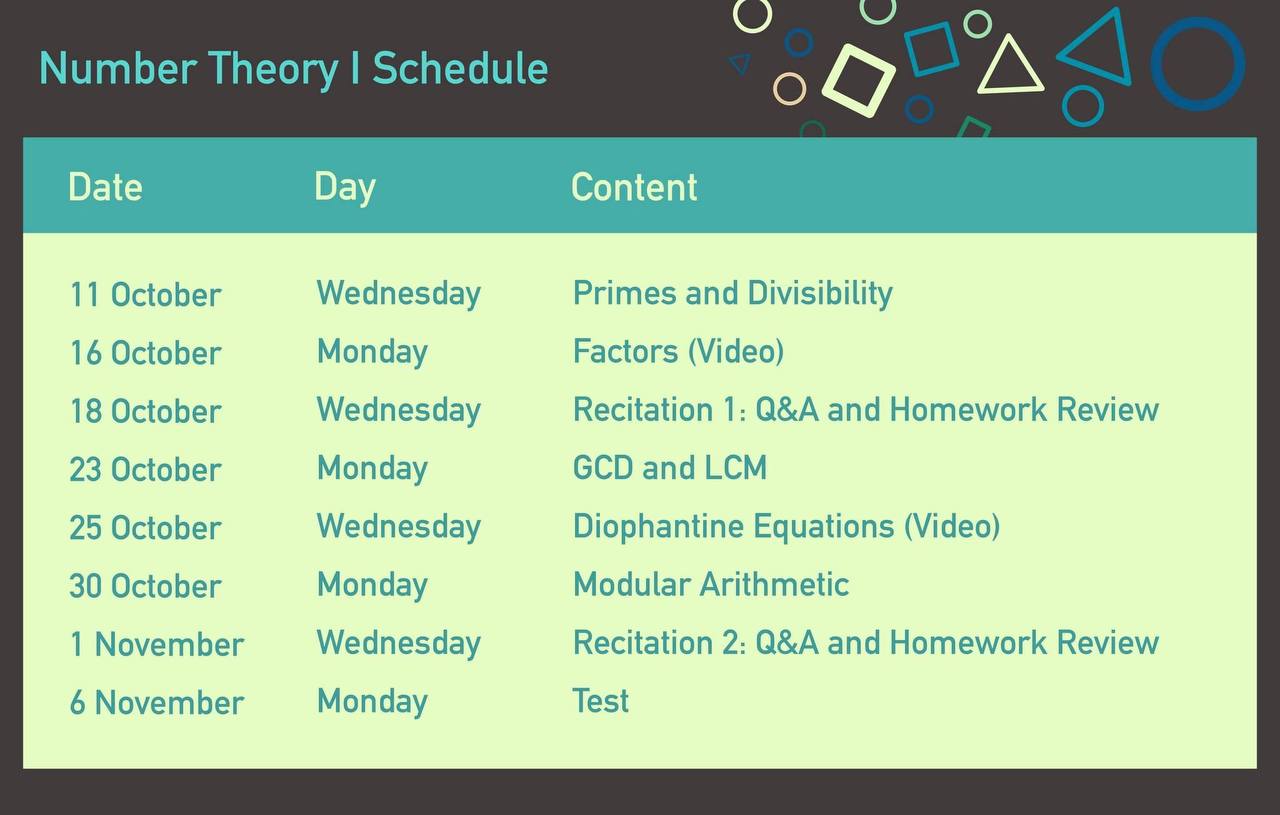 Number Theory I Schedule
Date Day Content
11 October Wednesday Primes and Divisibility
16 October Monday Factors (Video)
18 October Wednesday Recitation 1: Q&A and Homework Review
23 October Monday GCD and LCM
25 October Wednesday Diophantine Equations (Video)
30 October Monday Modular Arithmetic
1 November Wednesday Recitation 2: Q&A and Homework Review
6 November Monday Test